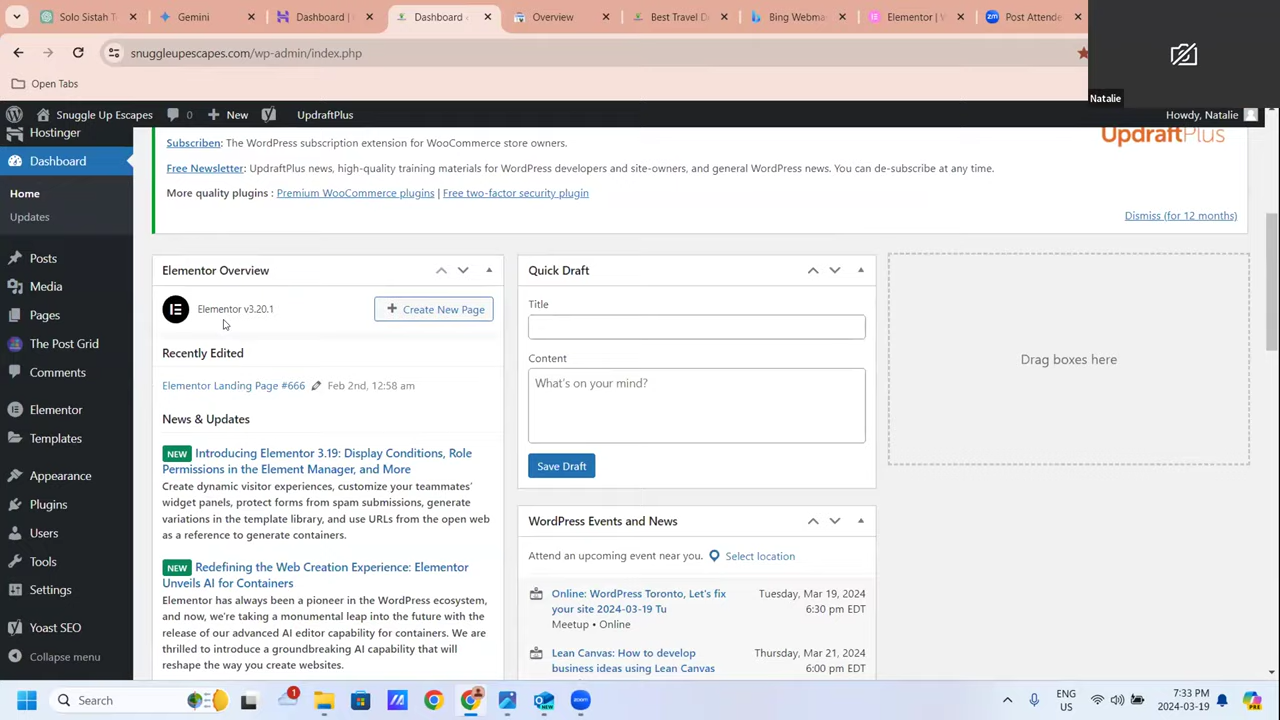 Solo Sistah T
Gemini
Dashboard
Dashboard
Overview
Best Travel D
Bing Webma
Elementor | V
Post Attende
snuggleupescapes.com/wp-admin/index.php
Open Tabs
Natalie
Snuggle Up Escapes
0
New
UpdraftPlus
Howdy, Natalie
Hostinger
Dashboard
Home
Updates
Posts
Media
Pages
The Post Grid
Comments
Elementor
Templates
Appearance
Plugins
Users
Tools
Settings
Yoast SEO
Collapse menu
Subscriben: The WordPress subscription extension for WooCommerce store owners.
UpdraftPlus
Free Newsletter: UpdraftPlus news, high-quality training materials for WordPress developers and site-owners, and general WordPress news. You can de-subscribe at any time.
More quality plugins : Premium WooCommerce plugins | Free two-factor security plugin
Dismiss (for 12 months)
Elementor Overview
Elementor v3.20.1
+ Create New Page
Recently Edited
Elementor Landing Page #666 Feb 2nd, 12:58 am
News & Updates
NEW Introducing Elementor 3.19: Display Conditions, Role
Permissions in the Element Manager, and More
Create dynamic visitor experiences, customize your teammates'
widget panels, protect forms from spam submissions, generate
variations in the template library, and use URLs from the open web
as a reference to generate containers.
NEW Redefining the Web Creation Experience: Elementor
Unveils AI for Containers
Elementor has always been a pioneer in the WordPress ecosystem,
and now, we're taking a monumental leap into the future with the
release of our advanced AI editor capability for containers. We are
thrilled to introduce a groundbreaking AI capability that will
reshape the way you create websites.
Quick Draft
Title
Content
What's on your mind?
Save Draft
WordPress Events and News
Attend an upcoming event near you. Select location
Online: WordPress Toronto, Let's fix
your site 2024-03-19 Tu
Meetup • Online
Tuesday, Mar 19, 2024
6:30 pm EDT
Lean Canvas: How to develop
business ideas using Lean Canvas
Thursday, Mar 21, 2024
6:00 pm EDT
Drag boxes here
Search
1
ENG
US
7:33 PM
2024-03-19